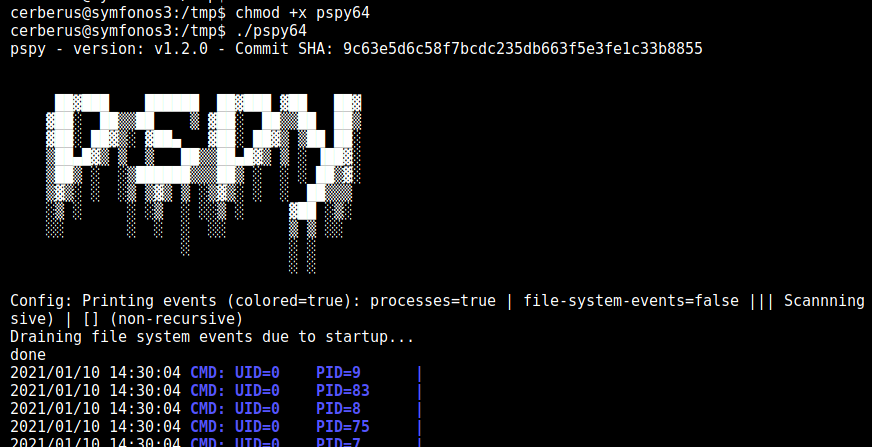 cerberus@symfonos3:/tmp$ chmod +x pspy64
cerberus@symfonos3:/tmp$ ./pspy64
pspy - version: v1.2.0 - Commit SHA: 9c63e5d6c58f7bcdc235db663f5e3fe1c33b8855
PSPY
Config: Printing events (colored=true): processes=true | file-system-events=false ||| Scannning
sive) | [] (non-recursive)
Draining file system events due to startup...
done
2021/01/10 14:30:04 CMD: UID=0    PID=9      |
2021/01/10 14:30:04 CMD: UID=0    PID=83     |
2021/01/10 14:30:04 CMD: UID=0    PID=8      |
2021/01/10 14:30:04 CMD: UID=0    PID=75     |
2021/01/10 14:30:04 CMD: UID=0    PID=7      |